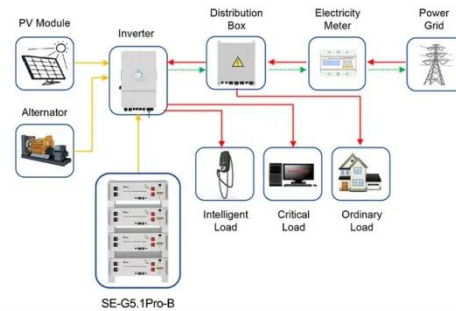 PV Module
Inverter
Distribution
Box
Electricity
Meter
Power
Grid
Alternator
Intelligent
Load
Critical
Load
Ordinary
Load
SE-G5.1Pro-B